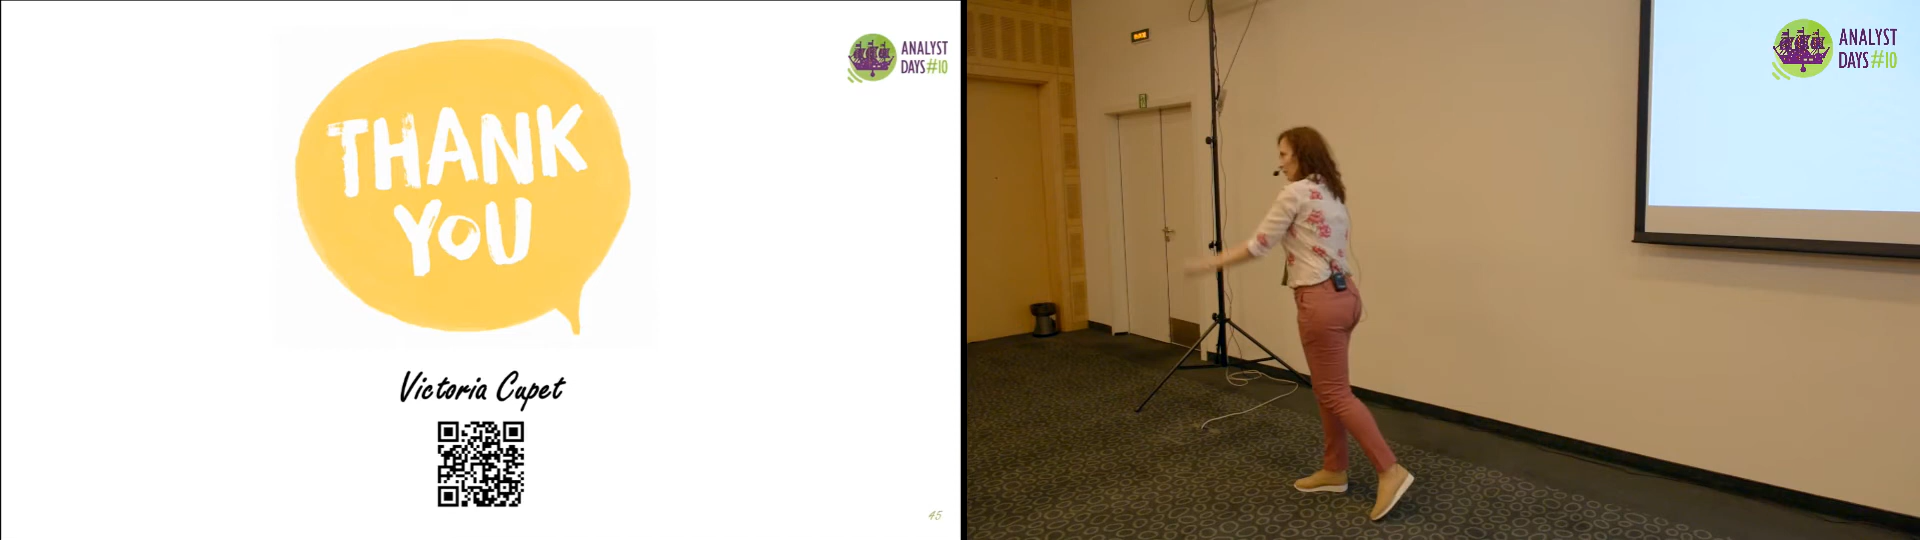 THANK
YOU
Victoria Cupet
45
ANALYST
DAYS#10
ANALYST
DAYS#10